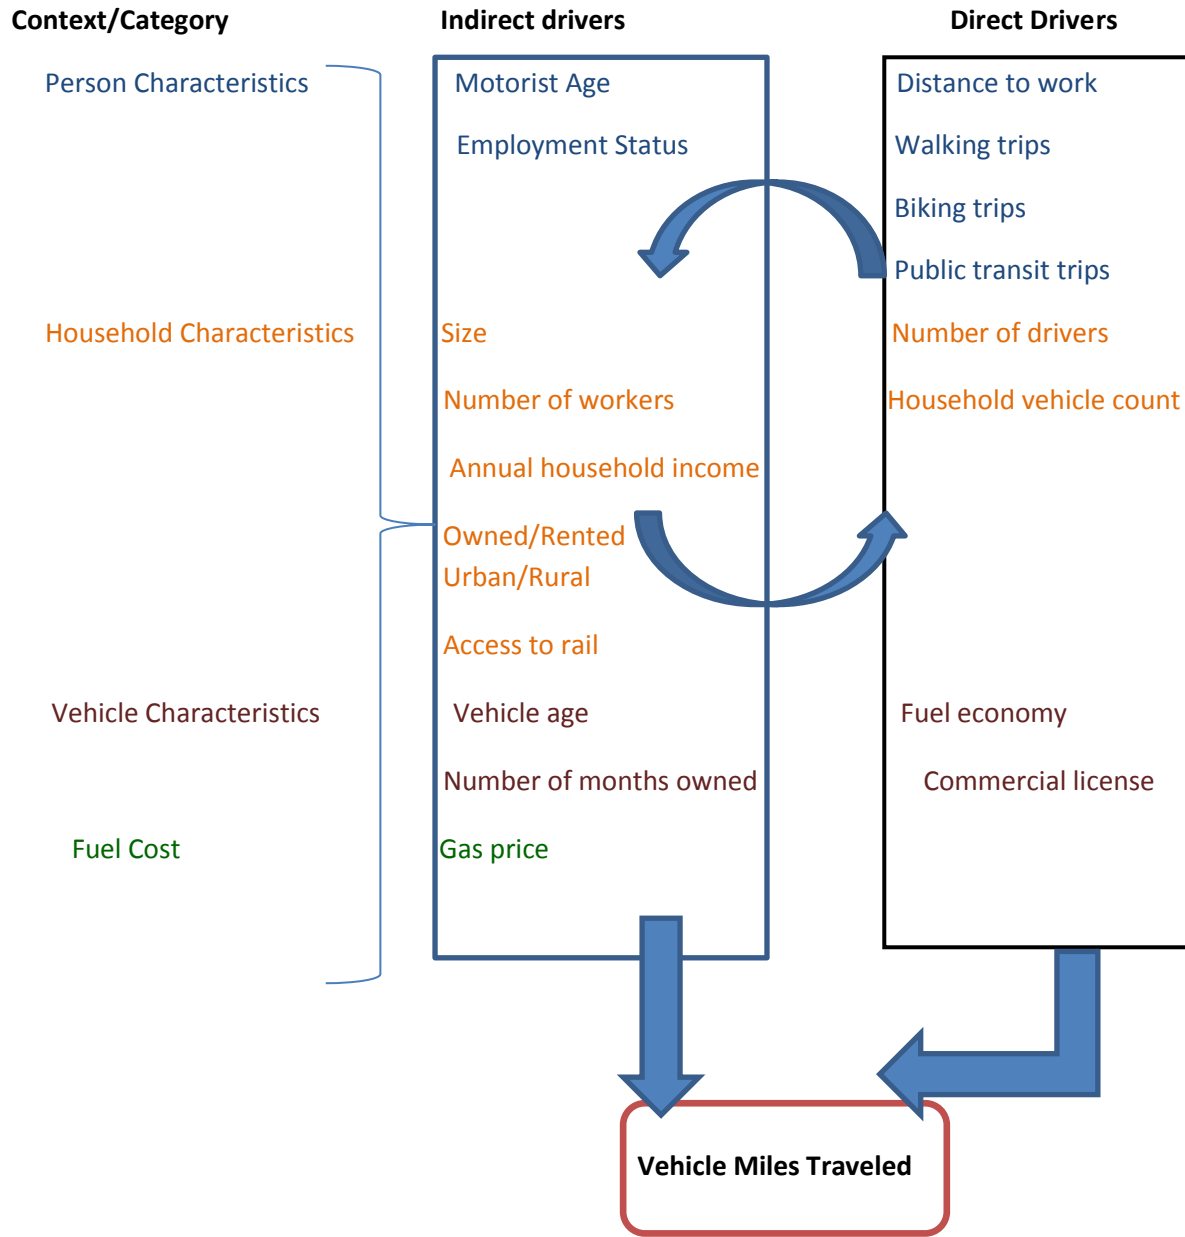 Context/Category Indirect drivers Direct Drivers
Person Characteristics Motorist Age Distance to work
Employment Status Walking trips
Biking trips
Public transit trips
Household Characteristics Size Number of drivers
Number of workers Household vehicle count
Annual household income
Owned/Rented
Urban/Rural
Access to rail
Vehicle Characteristics Vehicle age Fuel economy
Number of months owned Commercial license
Fuel Cost Gas price
Vehicle Miles Traveled